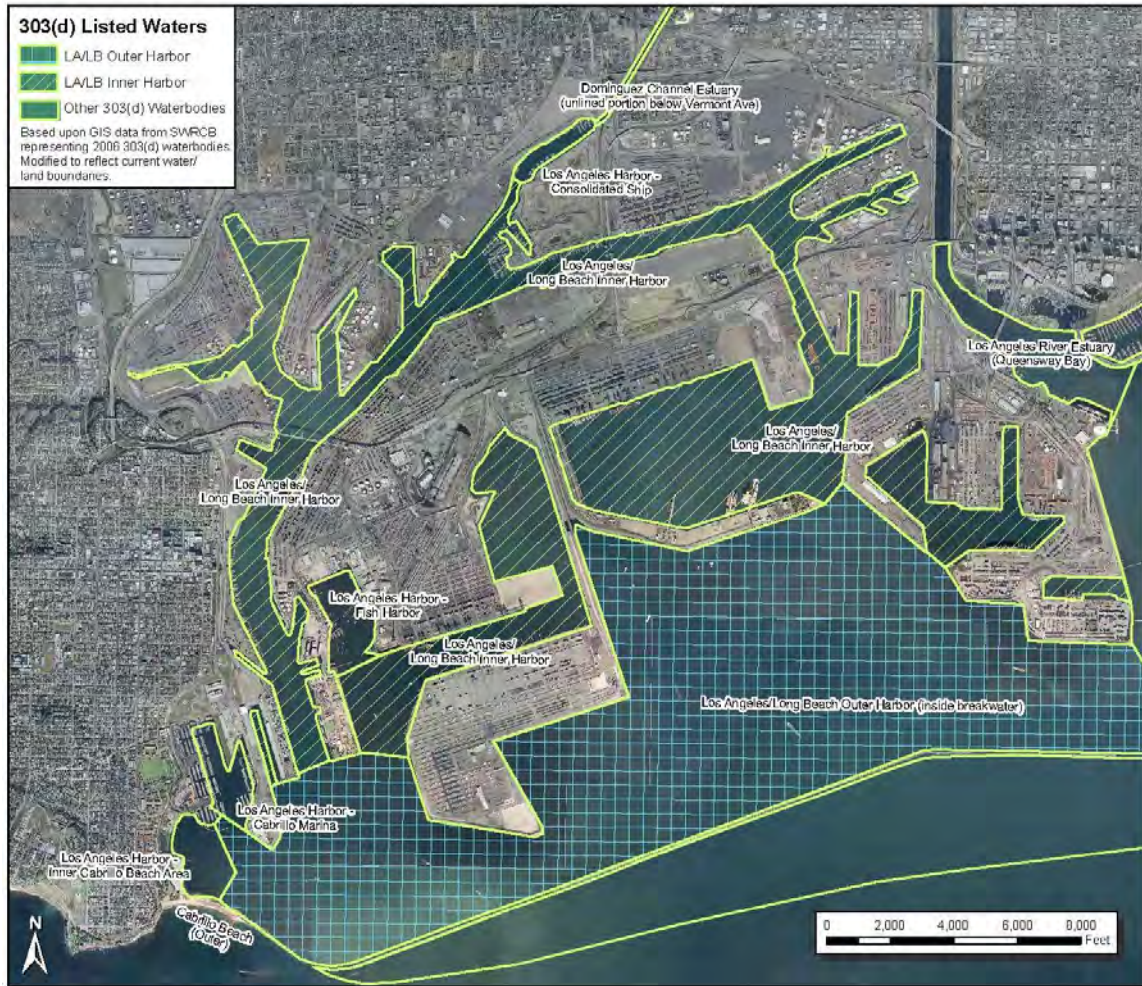 303(d) Listed Waters
LA/LB Outer Harbor
LA/LB Inner Harbor
Other 303(d) Waterbodies
Based upon GIS data from SWRCB
representing 2006 303(d) waterbodies.
Modified to reflect current water/
land boundaries.
Dominguez Channel Estuary
(unlined portion below Vermont Ave)
Los Angeles Harbor -
Consolidated Ship
Los Angeles/
Long Beach Inner Harbor
Los Angeles River Estuary
(Queensway Bay)
Los Angeles/
Long Beach Inner Harbor
Los Angeles/
Long Beach Inner Harbor
Los Angeles Harbor -
Fish Harbor
Los Angeles/
Long Beach Inner Harbor
Los Angeles/Long Beach Outer Harbor (inside breakwater)
Los Angeles Harbor -
Cabrillo Marina
Los Angeles Harbor -
Inner Cabrillo Beach Area
Cabrillo Beach
(Outer)
N
0 2,000 4,000 6,000 8,000
Feet